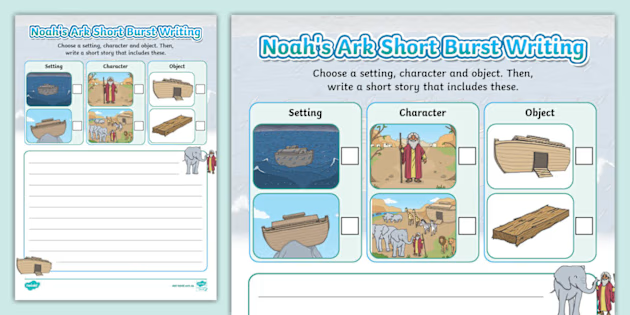 Noah's Ark Short Burst Writing
Choose a setting, character and object. Then,
write a short story that includes these.
Setting Character Object
Noah's Ark Short Burst Writing
Choose a setting, character and object. Then,
write a short story that includes these.
Setting Character Object